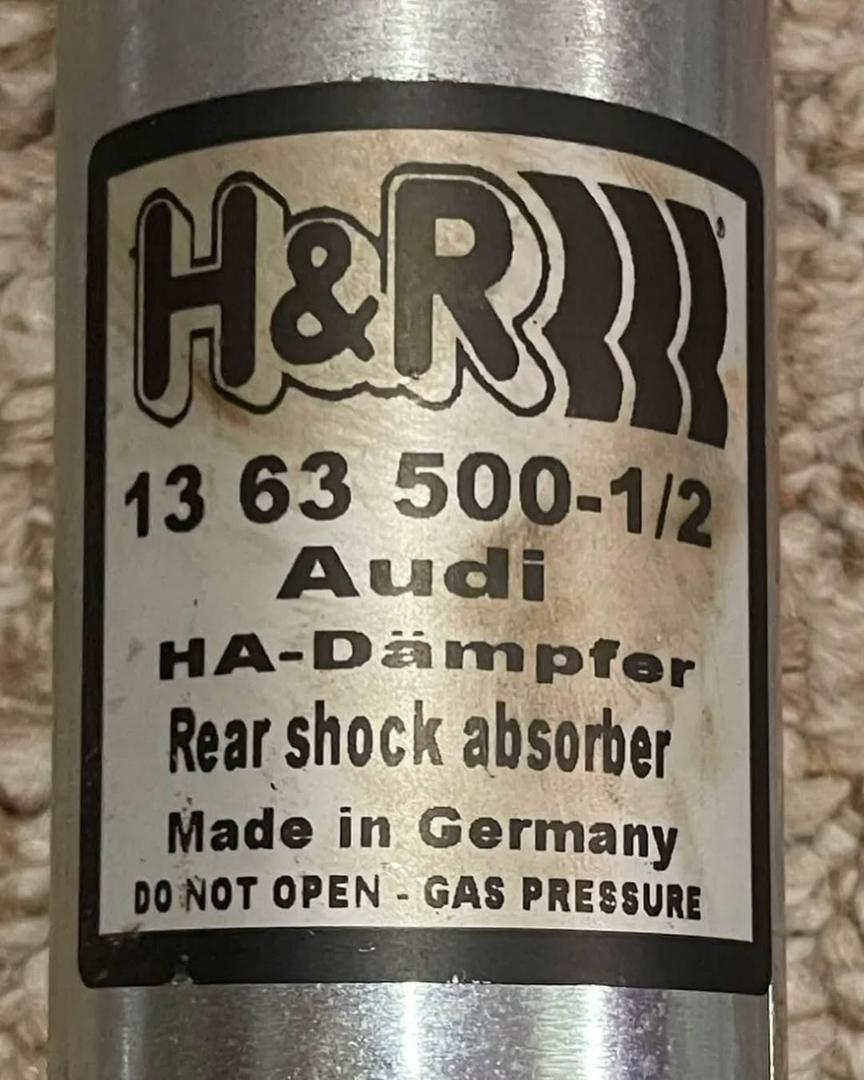 H&R
13 63 500-1/2
Audi
HA-Dämpfer
Rear shock absorber
Made in Germany
DO NOT OPEN - GAS PRESSURE